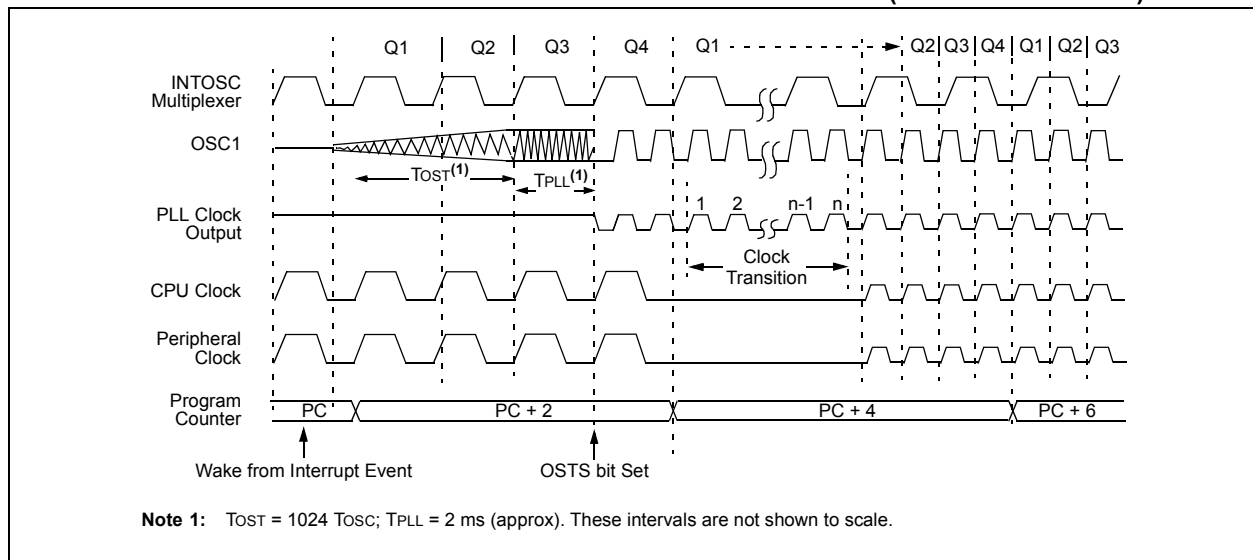 Q1 Q2 Q3 Q4 Q1 Q2 Q3 Q4 Q1 Q2 Q3
INTOSC
Multiplexer
OSC1
TOST(1) TPLL(1)
1 2 n-1 n
PLL Clock
Output
Clock
Transition
CPU Clock
Peripheral
Clock
Program
Counter
PC PC + 2 PC + 4 PC + 6
Wake from Interrupt Event OSTS bit Set
Note 1: TOST = 1024 TOSC; TPLL = 2 ms (approx). These intervals are not shown to scale.